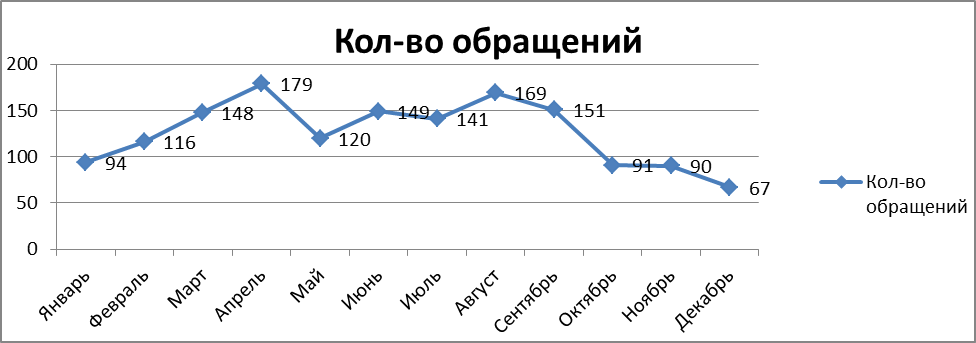 Кол-во обращений
200
150
100
50
0
94
116
148
179
120
149
141
169
151
91
90
67
Январь
Февраль
Март
Апрель
Май
Июнь
Июль
Август
Сентябрь
Октябрь
Ноябрь
Декабрь
Кол-во
обращений